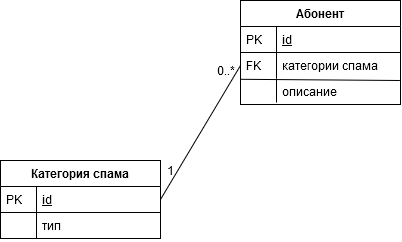 Абонент
PK id
0..* FK категории спама
описание
1
Категория спама
PK id
тип